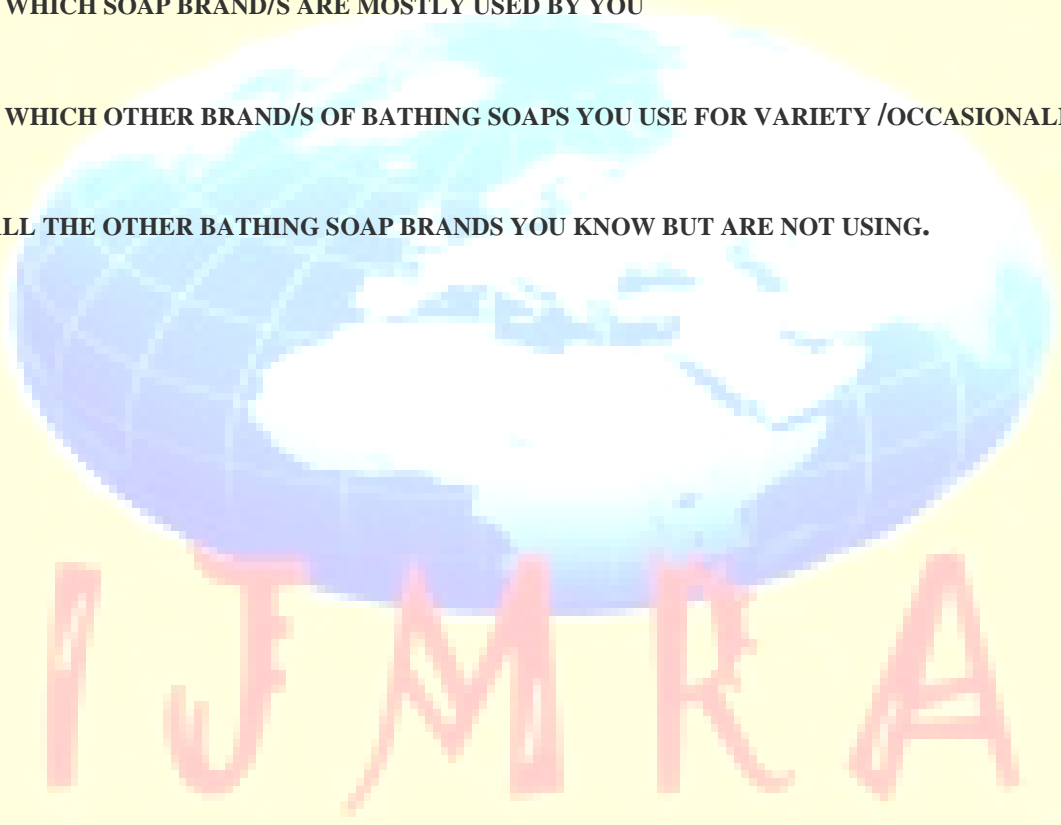 WHICH SOAP BRAND/S ARE MOSTLY USED BY YOU
WHICH OTHER BRAND/S OF BATHING SOAPS YOU USE FOR VARIETY /OCCASIONAL
LL THE OTHER BATHING SOAP BRANDS YOU KNOW BUT ARE NOT USING.
IJMRA